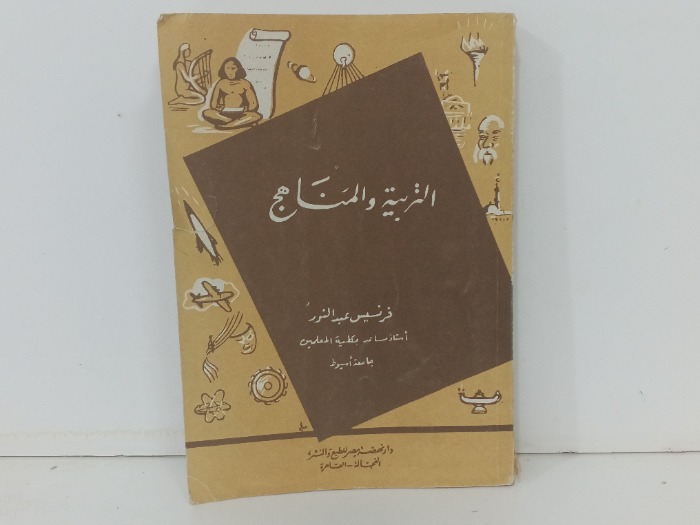 التربية والمناهج
فرنسيس عبد النور
أستاذ مساعد بكلية المعلمين
جامعة أسيوط
دار نهضة مصر للطبع والنشر
الفجالة - القاهرة